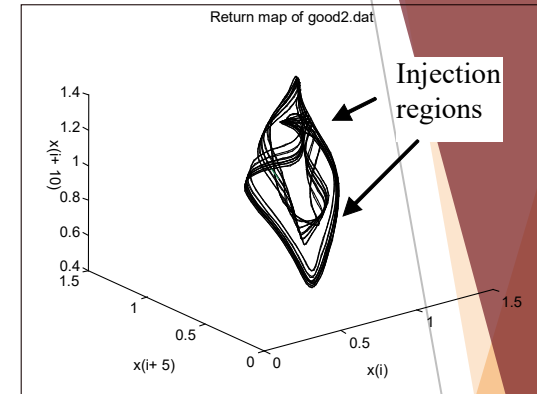 Return map of good2.dat
Injection
regions
1.4
1.2
1
0.8
0.6
0.4
x(i+ 10)
1.5
1
0.5
0
x(i+ 5)
0
0.5
1
1.5
x(i)